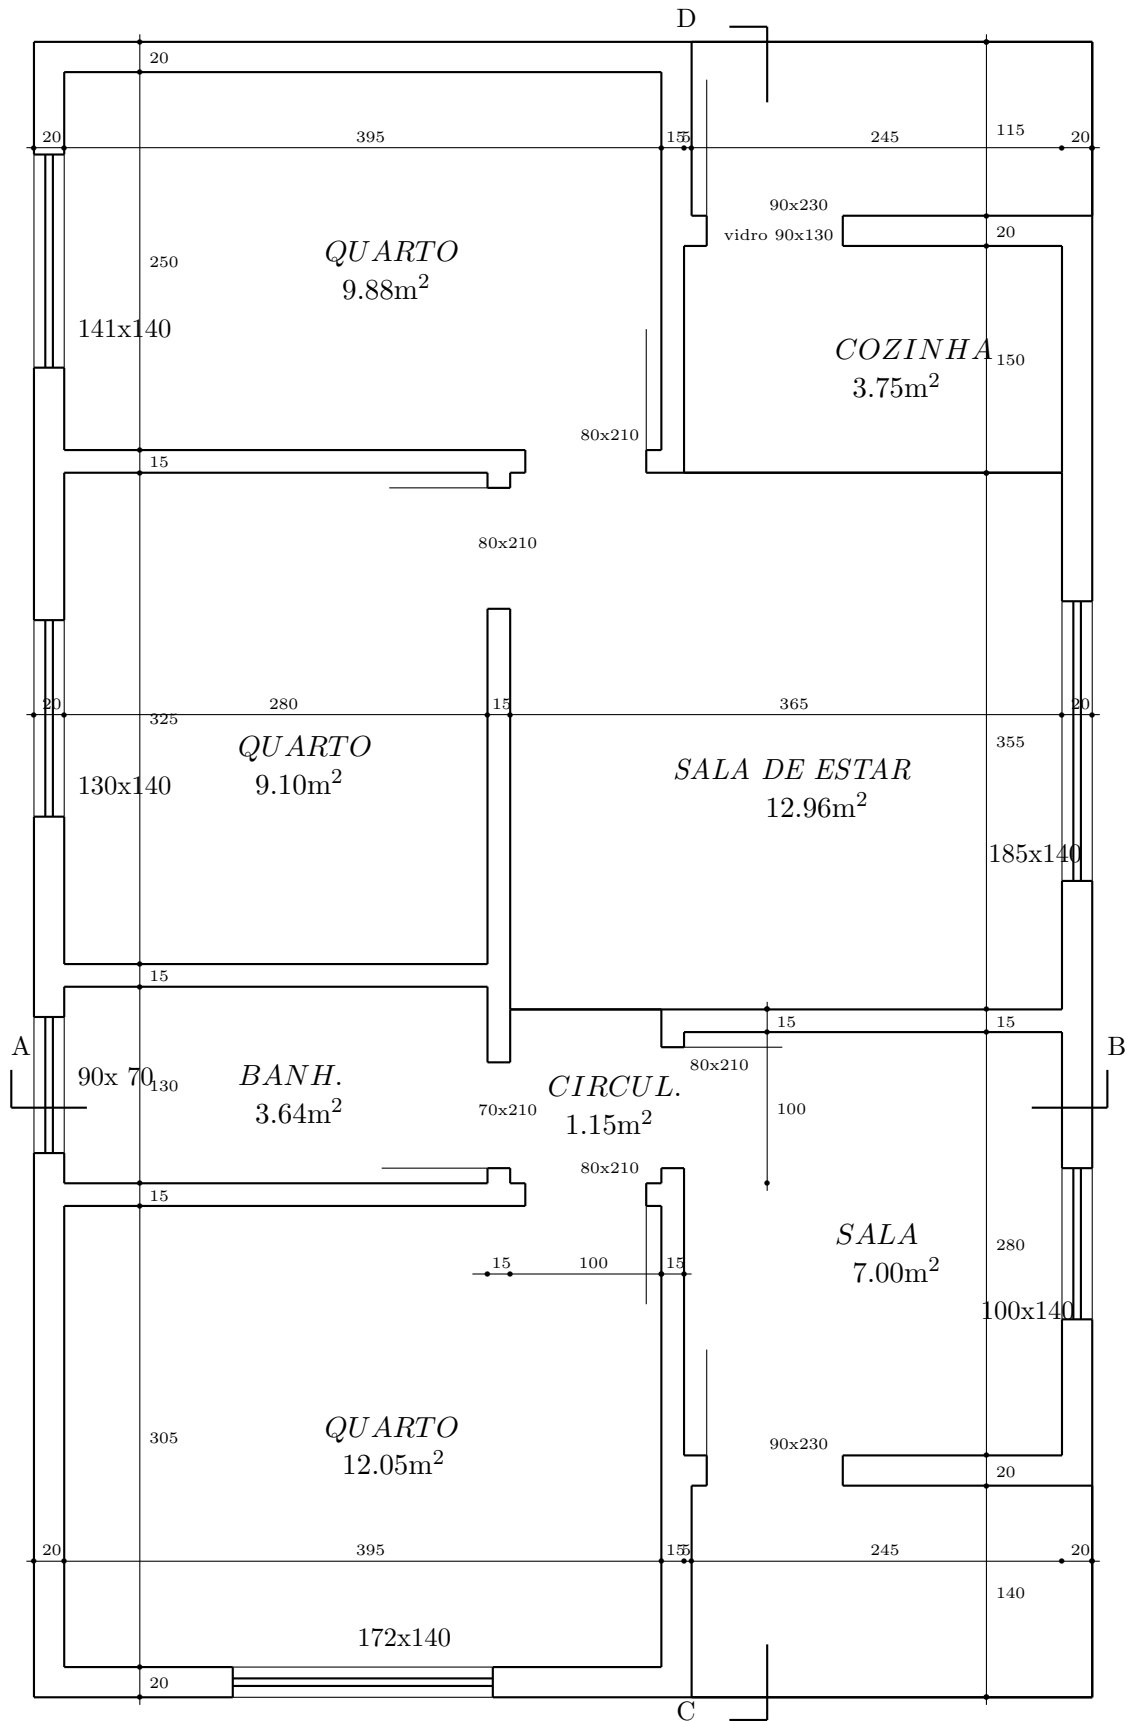 D
20
20 395 15 5 245 115 20
90x230
vidro 90x130
20
QUARTO
9.88m²
250
141x140
COZINHA
3.75m²
150
80x210
15
80x210
20 280 15 365 20
325
355
QUARTO
9.10m²
130x140
SALA DE ESTAR
12.96m²
185x140
15
15
15
A
B
80x210
90x 70
130
BANH.
3.64m²
CIRCUL.
1.15m²
70x210
100
80x210
15
SALA
7.00m²
280
15 100 15
100x140
QUARTO
12.05m²
305
90x230
20
20 395 15 5 245 20
140
172x140
20
C